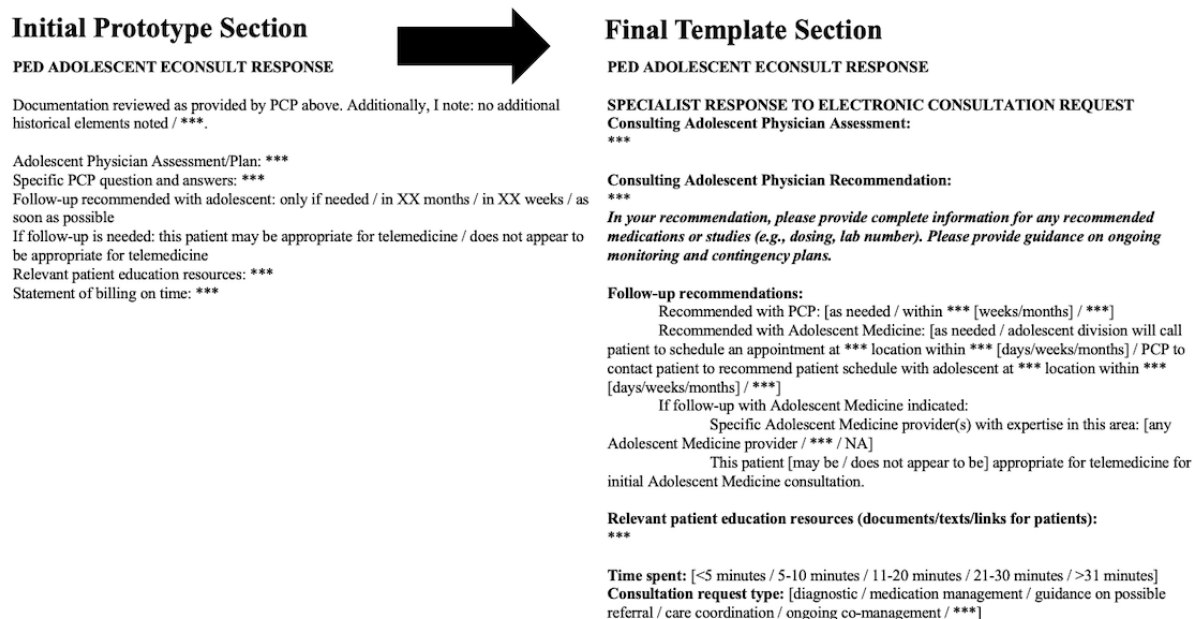 Initial Prototype Section
PED ADOLESCENT ECONSULT RESPONSE
Documentation reviewed as provided by PCP above. Additionally, I note: no additional
historical elements noted / ***.
Adolescent Physician Assessment/Plan: ***
Specific PCP question and answers: ***
Follow-up recommended with adolescent: only if needed / in XX months / in XX weeks / as
soon as possible
If follow-up is needed: this patient may be appropriate for telemedicine / does not appear to
be appropriate for telemedicine
Relevant patient education resources: ***
Statement of billing on time: ***
Final Template Section
PED ADOLESCENT ECONSULT RESPONSE
SPECIALIST RESPONSE TO ELECTRONIC CONSULTATION REQUEST
Consulting Adolescent Physician Assessment:
***
Consulting Adolescent Physician Recommendation:
***
In your recommendation, please provide complete information for any recommended
medications or studies (e.g., dosing, lab number). Please provide guidance on ongoing
monitoring and contingency plans.
Follow-up recommendations:
Recommended with PCP: [as needed / within *** [weeks/months] / ***]
Recommended with Adolescent Medicine: [as needed / adolescent division will call
patient to schedule an appointment at *** location within *** [days/weeks/months] / PCP to
contact patient to recommend patient schedule with adolescent at *** location within ***
[days/weeks/months] / ***]
If follow-up with Adolescent Medicine indicated:
Specific Adolescent Medicine provider(s) with expertise in this area: [any
Adolescent Medicine provider / *** / NA]
This patient [may be / does not appear to be] appropriate for telemedicine for
initial Adolescent Medicine consultation.
Relevant patient education resources (documents/texts/links for patients):
***
Time spent: [<5 minutes / 5-10 minutes / 11-20 minutes / 21-30 minutes / >31 minutes]
Consultation request type: [diagnostic / medication management / guidance on possible
referral / care coordination / ongoing co-management / ***]